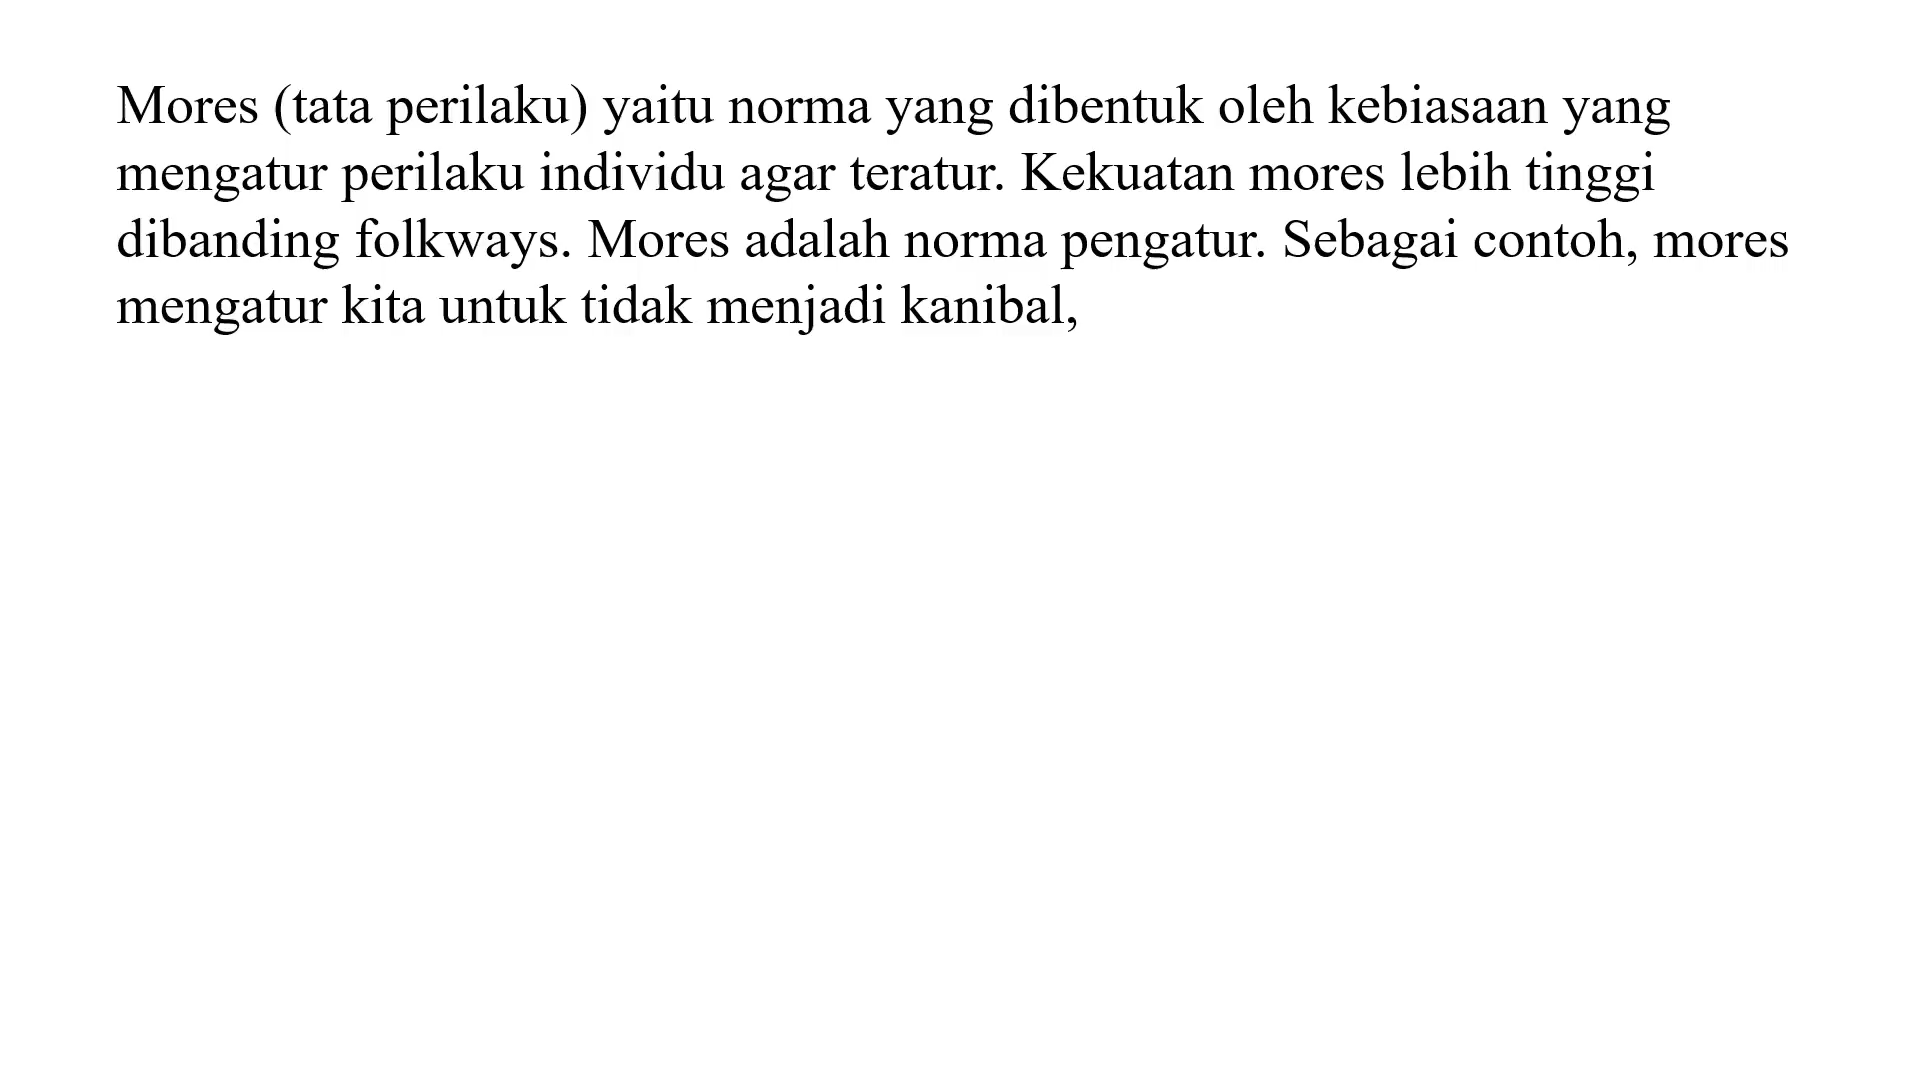 Mores (tata perilaku) yaitu norma yang dibentuk oleh kebiasaan yang
mengatur perilaku individu agar teratur. Kekuatan mores lebih tinggi
dibanding folkways. Mores adalah norma pengatur. Sebagai contoh, mores
mengatur kita untuk tidak menjadi kanibal,